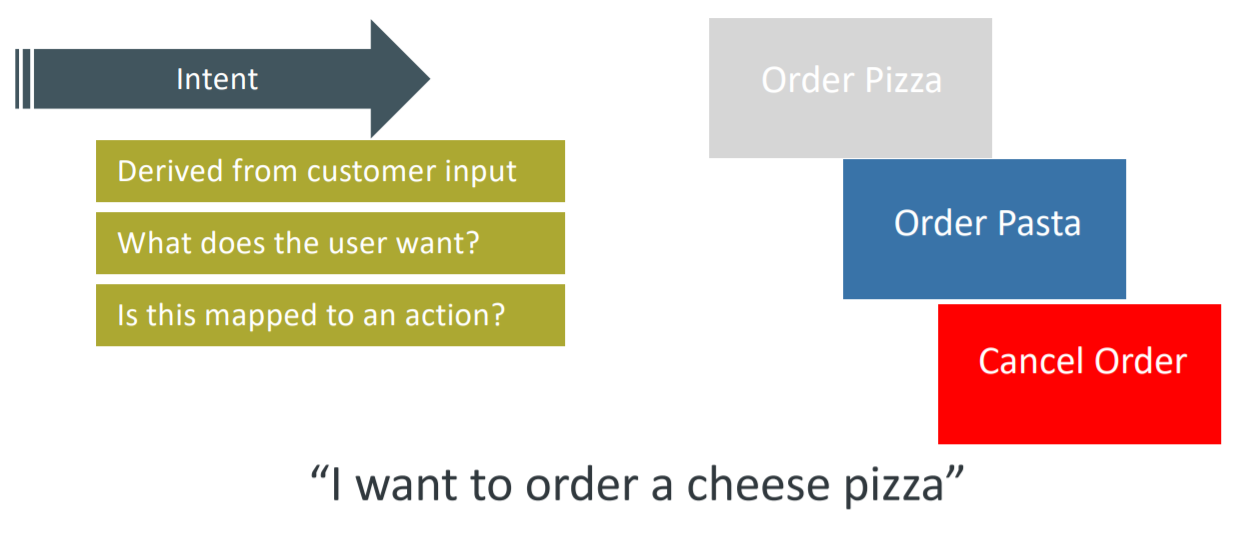 Intent
Derived from customer input
What does the user want?
Is this mapped to an action?
Order Pizza
Order Pasta
Cancel Order
“I want to order a cheese pizza”